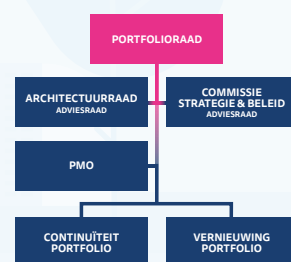 PORTFOLIORAAD
ARCHITECTUURRAAD
ADVIESRAAD
COMMISSIE
STRATEGIE & BELEID
ADVIESRAAD
PMO
CONTINUÏTEIT
PORTFOLIO
VERNIEUWING
PORTFOLIO